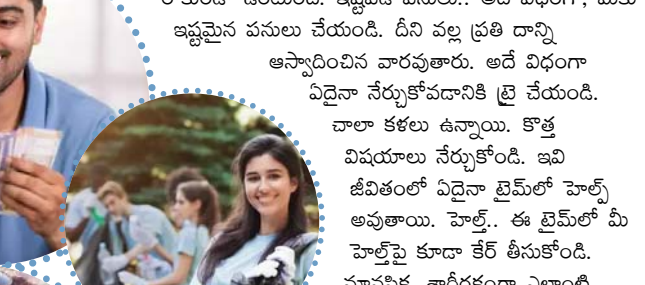 ఇష్టమైన పనులు చేయండి. దీని వల్ల ప్రతి దాన్ని
ఆస్వాదించిన వారవుతారు. అదే విధంగా
ఏదైనా నేర్చుకోవడానికి ట్రై చేయండి.
చాలా కళలు ఉన్నాయి. కొత్త
విషయాలు నేర్చుకోండి. ఇవి
జీవితంలో ఏదైనా టైమ్‌లో హెల్ప్
అవుతాయి. హెల్త్.. ఈ టైమ్‌లో మీ
హెల్త్‌పై కూడా కేర్ తీసుకోండి.